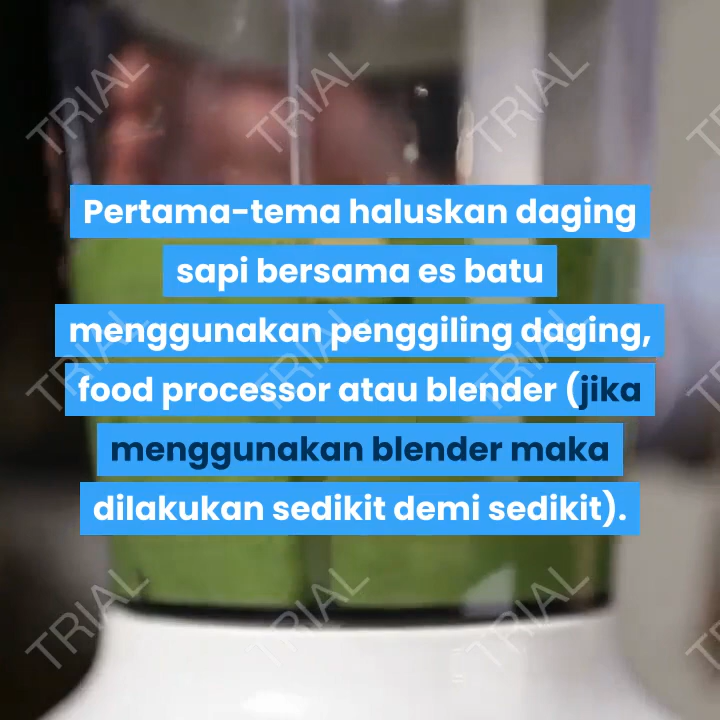 TRIAL TRIAL TRIAL
Pertama-tema haluskan daging
sapi bersama es batu
menggunakan penggiling daging,
food processor atau blender (jika
menggunakan blender maka
dilakukan sedikit demi sedikit).
TRIAL TRIAL TRIAL
TRIAL TRIAL TRIAL